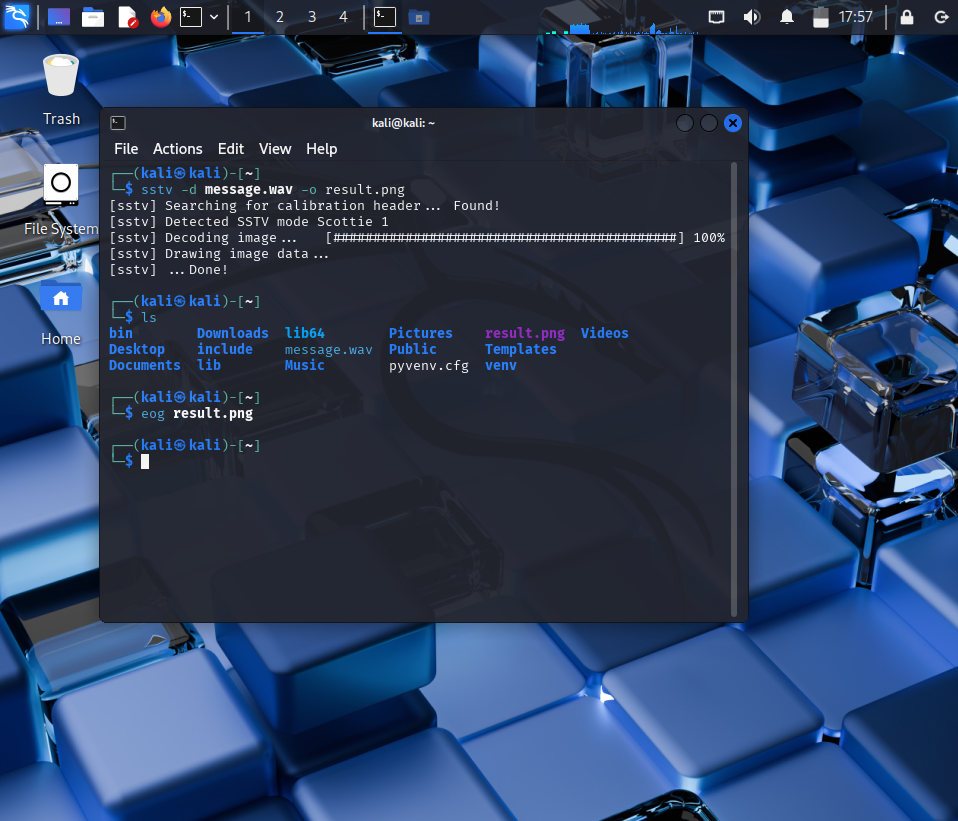 1 2 3 4 17:57
Trash
File System
Home
kali@kali: ~
File Actions Edit View Help
┌──(kali㉿kali)-[~]
└─$ sstv -d message.wav -o result.png
[sstv] Searching for calibration header... Found!
[sstv] Detected SSTV mode Scottie 1
[sstv] Decoding image...   [###########################################] 100%
[sstv] Drawing image data...
[sstv] ...Done!
┌──(kali㉿kali)-[~]
└─$ ls
bin Downloads lib64 Pictures result.png Videos
Desktop include message.wav Public Templates
Documents lib Music pyvenv.cfg venv
┌──(kali㉿kali)-[~]
└─$ eog result.png
┌──(kali㉿kali)-[~]
└─$